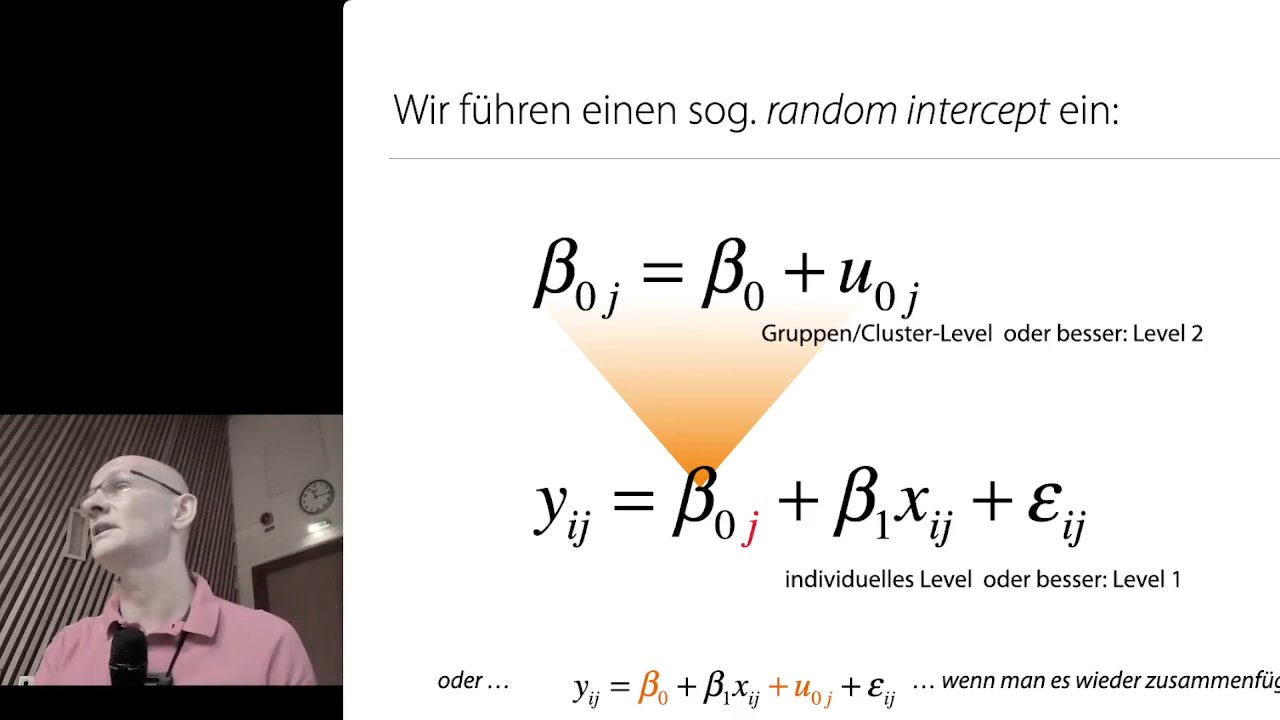 Wir führen einen sog. random intercept ein:
β₀ⱼ = β₀ + u₀ⱼ
Gruppen/Cluster-Level oder besser: Level 2
yᵢⱼ = β₀ⱼ + β₁xᵢⱼ + εᵢⱼ
individuelles Level oder besser: Level 1
oder … yᵢⱼ = β₀ + β₁xᵢⱼ + u₀ⱼ + εᵢⱼ … wenn man es wieder